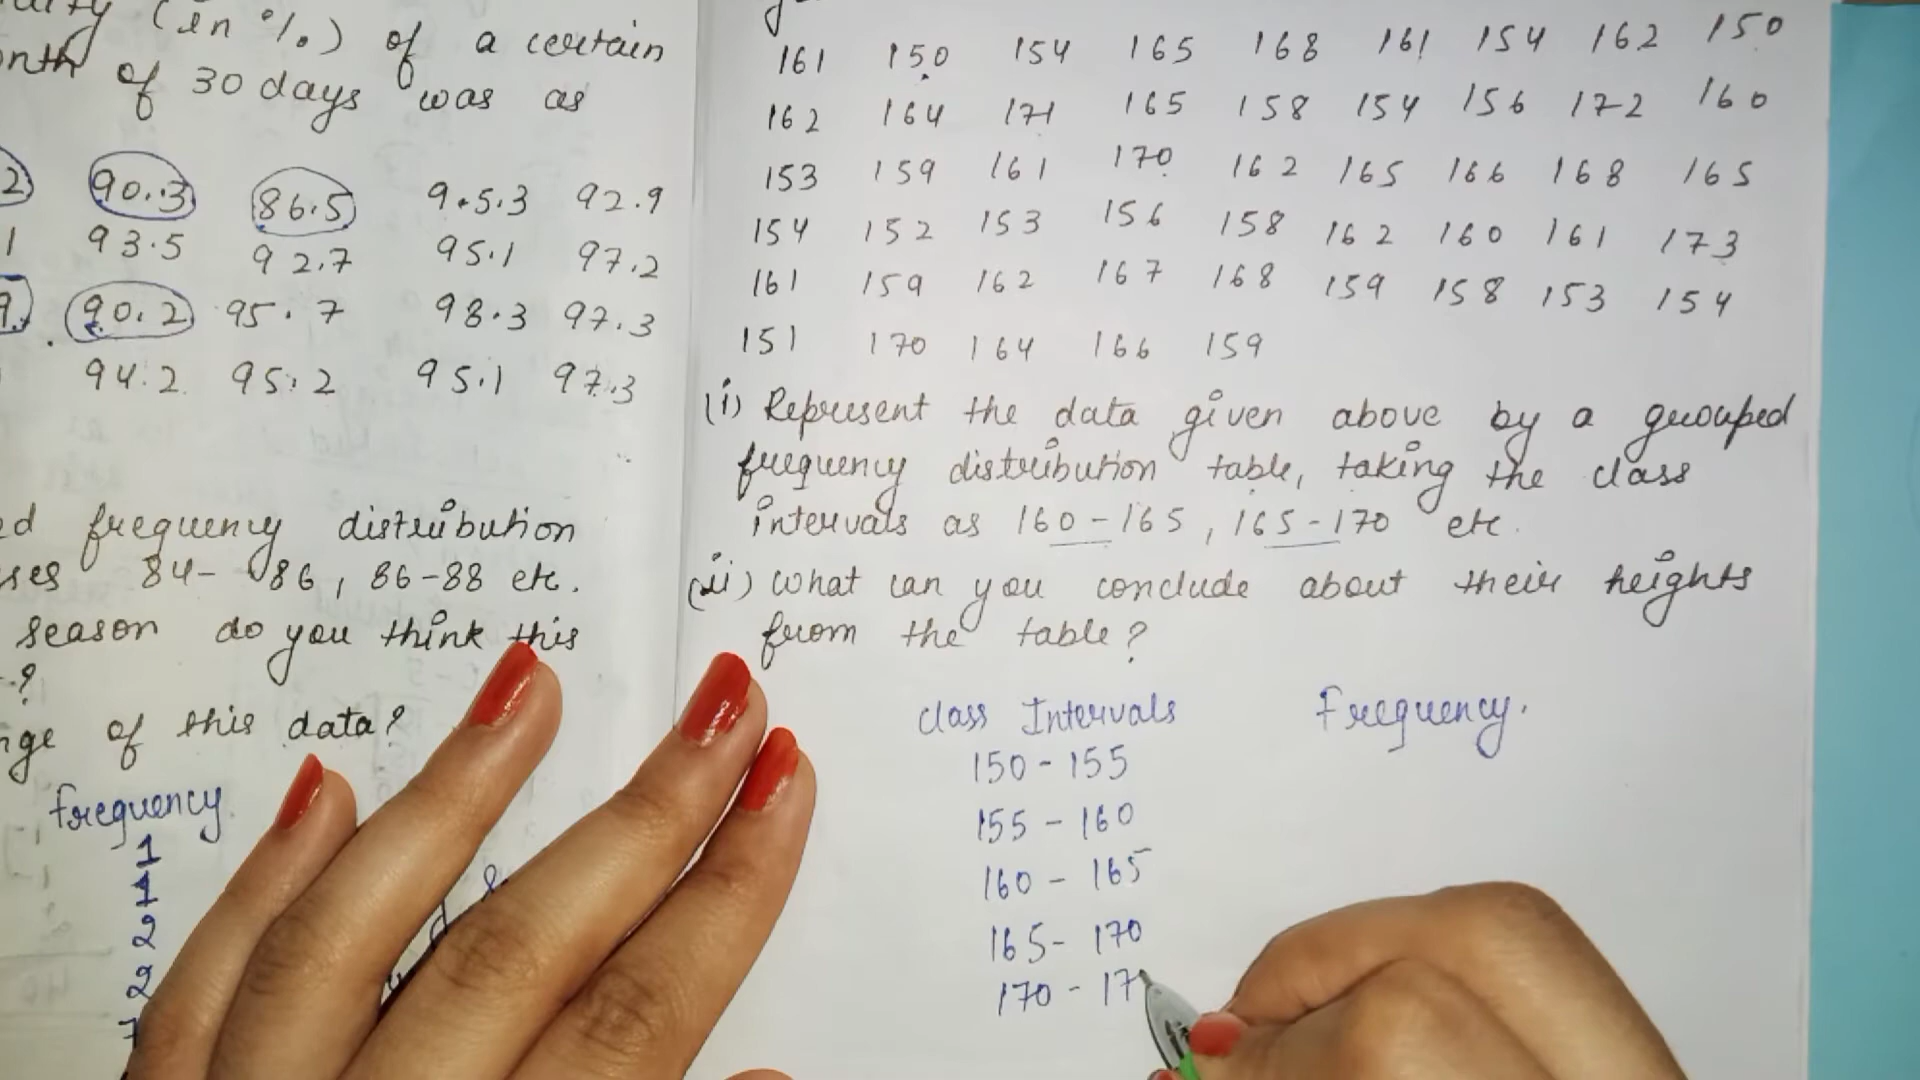 (in %.) of a certain
of 30 days was as
2 90.3 86.5 9.5.3 92.9
1 93.5 92.7 95.1 97.2
9. 90.2 95.7 98.3 97.3
94.2 95.2 95.1 97.3
frequency distribution
84- 86, 86-88 etc.
season do you think this
?
of this data?
frequency
1
1
2
2
7
161 150 154 165 168 161 154 162 150
162 164 171 165 158 154 156 172 160
153 159 161 170 162 165 166 168 165
154 152 153 156 158 162 160 161 173
161 159 162 167 168 159 158 153 154
151 170 164 166 159
(i) Represent the data given above by a grouped
frequency distribution table, taking the class
intervals as 160-165, 165-170 etc.
(ii) What can you conclude about their heights
from the table?
Class Intervals Frequency.
150-155
155-160
160-165
165-170
170-17